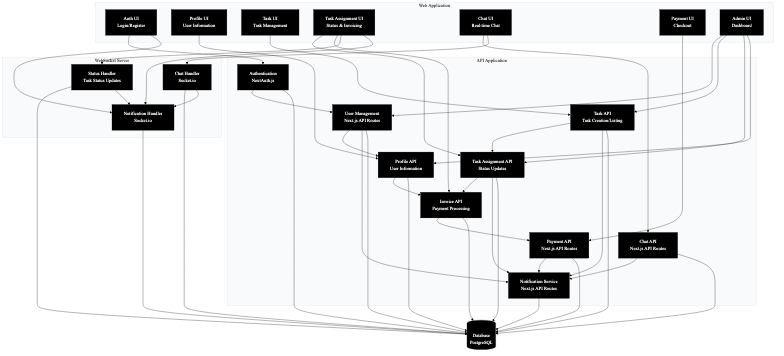 Web Application
Auth UI
Login/Register
Profile UI
User Information
Task UI
Task Management
Task Assignment UI
Status & Invoicing
Chat UI
Real-time Chat
Payment UI
Checkout
Admin UI
Dashboard
WebSocket Server
API Application
Status Handler
Task Status Updates
Chat Handler
Socket.io
Authentication
NextAuth.js
Notification Handler
Socket.io
User Management
Next.js API Routes
Task API
Task Creation/Listing
Profile API
User Information
Task Assignment API
Status Updates
Invoice API
Payment Processing
Payment API
Next.js API Routes
Chat API
Next.js API Routes
Notification Service
Next.js API Routes
Database
PostgreSQL